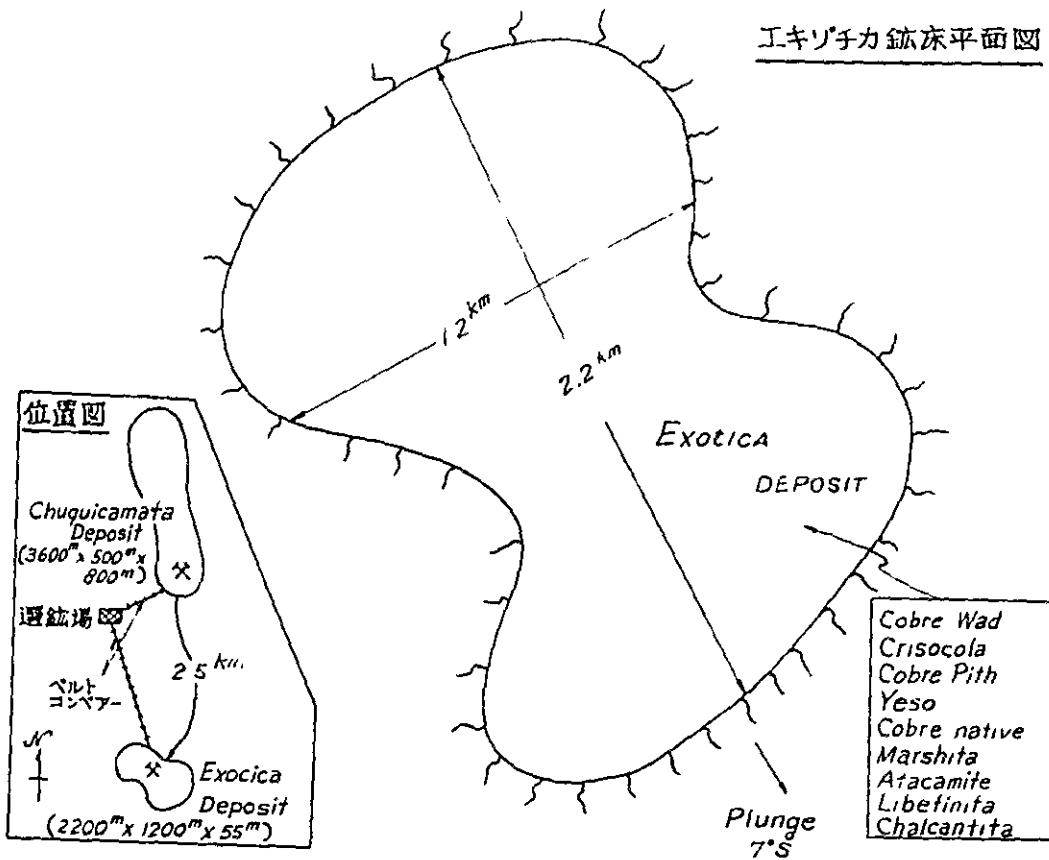 エキゾチカ鉱床平面図
1.2 km
2.2 km
EXOTICA
DEPOSIT
位置図
Chuquicamata
Deposit
(3600m x 500m x
800m)
選鉱場
2 5 km
ベルト
コンベアー
N
Exocica
Deposit
(2200m x 1200m x 55m)
Cobre Wad
Crisocola
Cobre Pith
Yeso
Cobre native
Marshita
Atacamite
Libetinita
Chalcantita
Plunge
7°S